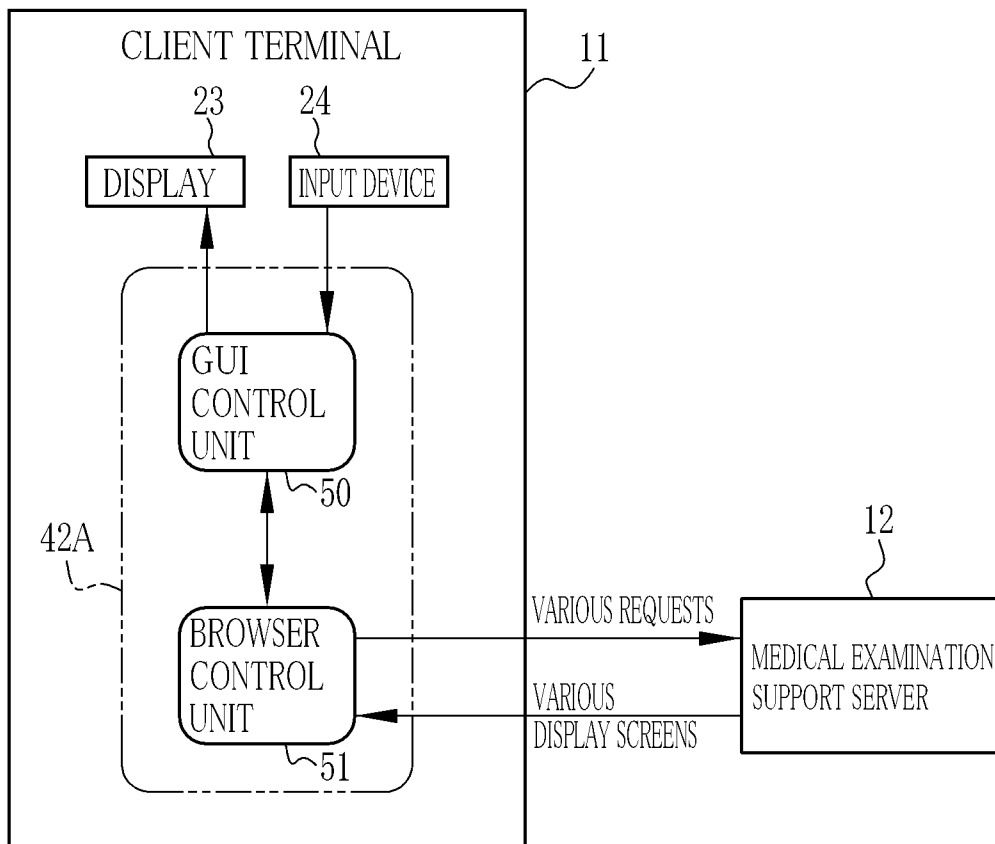 CLIENT TERMINAL
11
23
24
DISPLAY
INPUT DEVICE
GUI
CONTROL
UNIT
50
42A
12
BROWSER
CONTROL
UNIT
51
VARIOUS REQUESTS
VARIOUS
DISPLAY SCREENS
MEDICAL EXAMINATION
SUPPORT SERVER